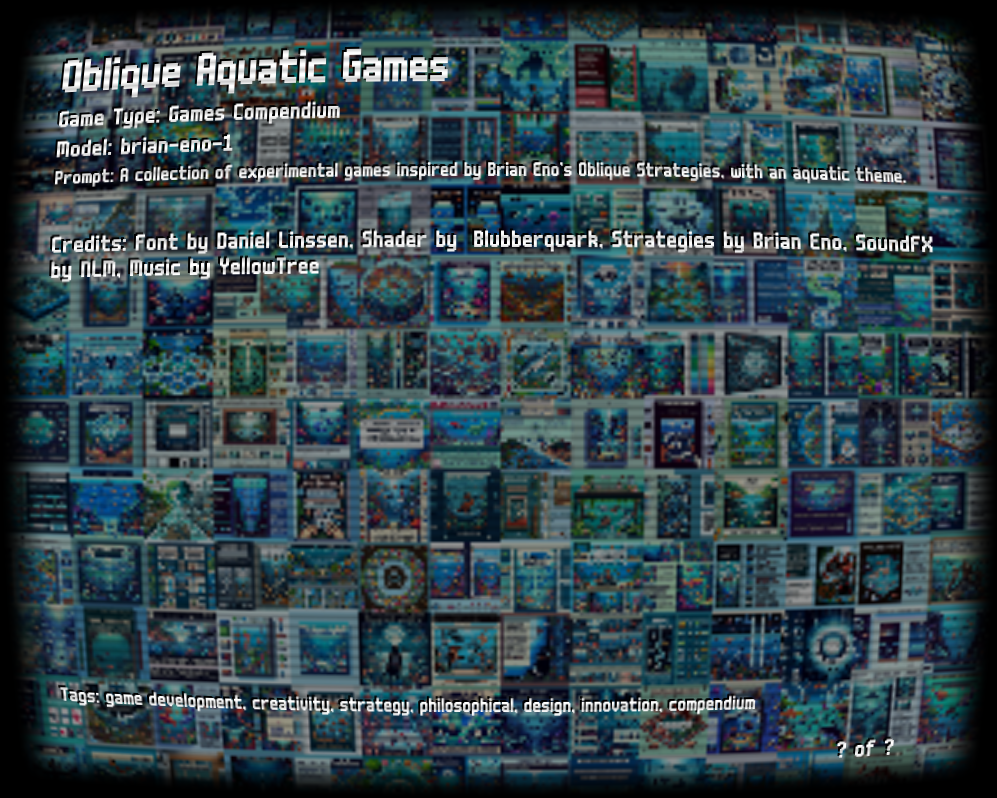 Oblique Aquatic Games
Game Type: Games Compendium
Model: brian-eno-1
Prompt: A collection of experimental games inspired by Brian Eno's Oblique Strategies, with an aquatic theme.
Credits: Font by Daniel Linssen, Shader by  Blubberquark, Strategies by Brian Eno, SoundFX
by NLM, Music by YellowTree
Tags: game development, creativity, strategy, philosophical, design, innovation, compendium
? of ?